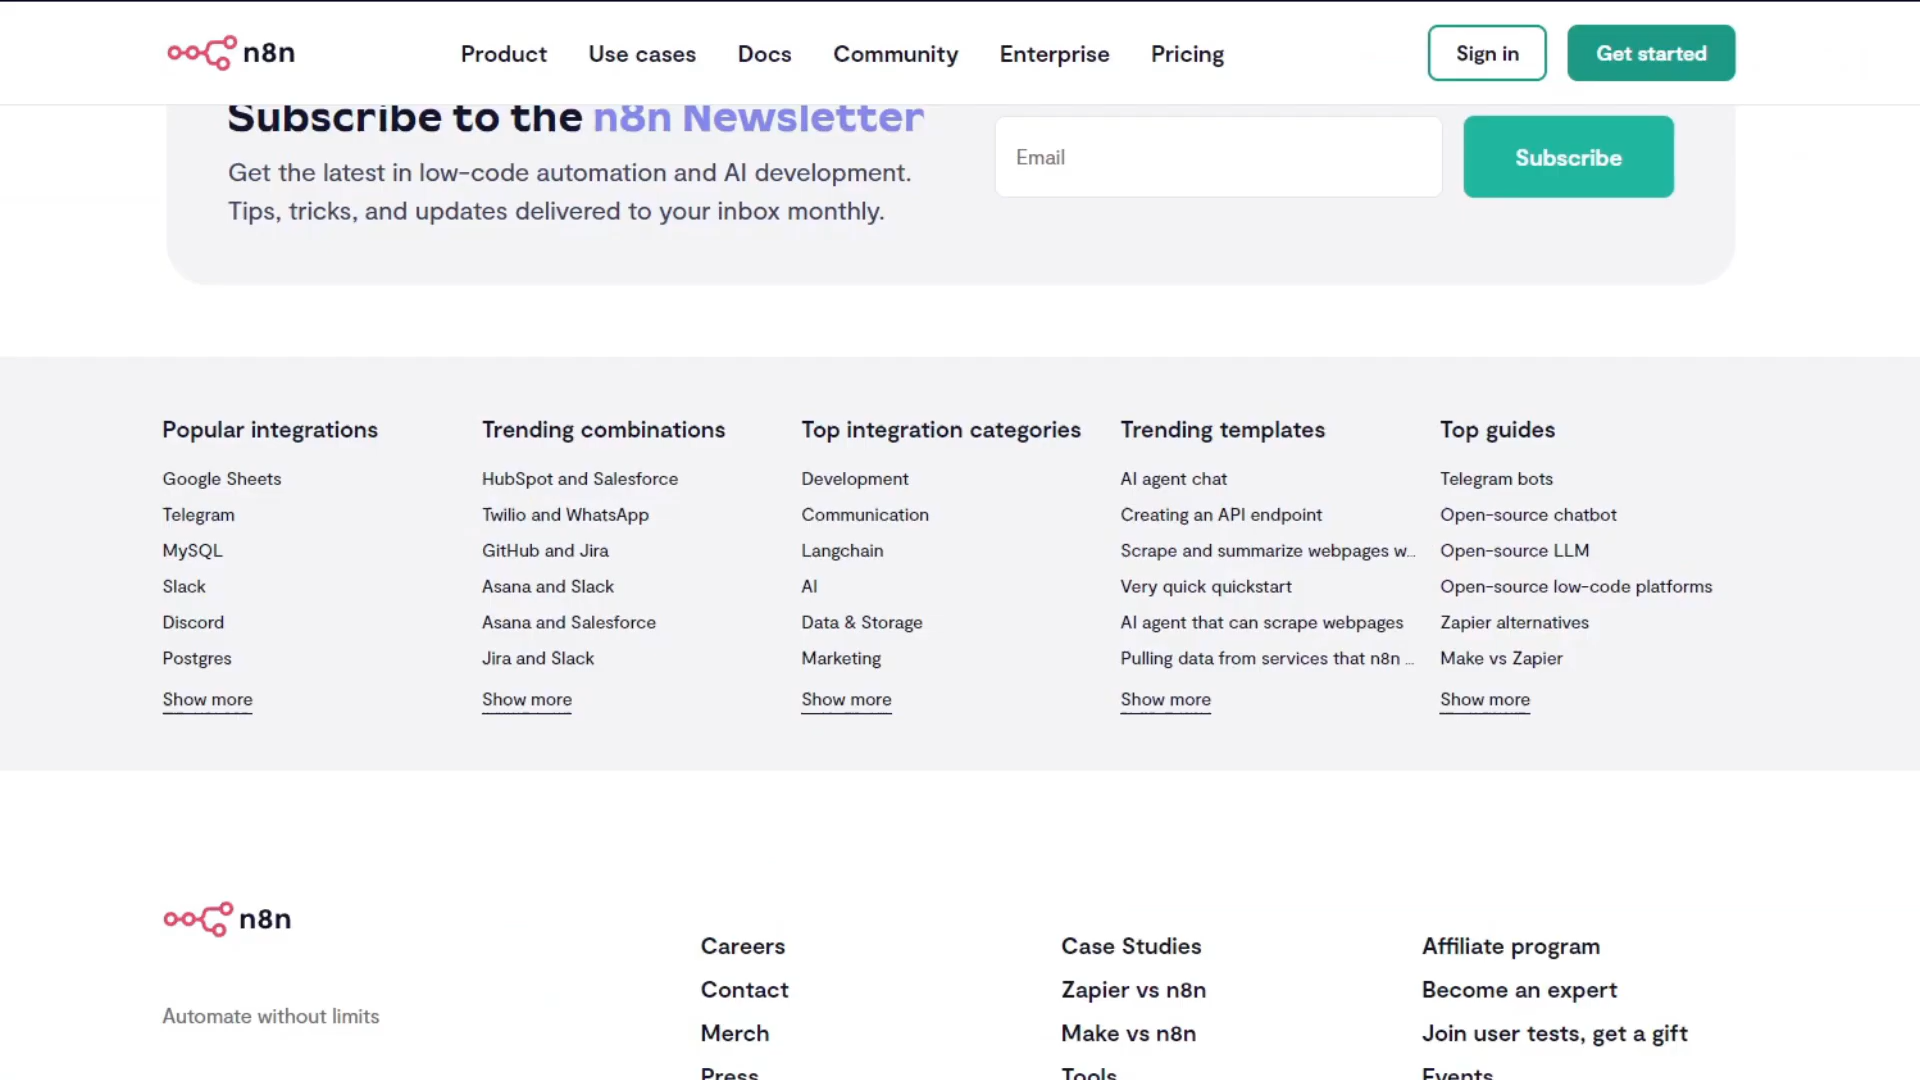 n8n
Product
Use cases
Docs
Community
Enterprise
Pricing
Sign in
Get started
Subscribe to the n8n Newsletter
Get the latest in low-code automation and AI development.
Tips, tricks, and updates delivered to your inbox monthly.
Email
Subscribe
Popular integrations
Google Sheets
Telegram
MySQL
Slack
Discord
Postgres
Show more
Trending combinations
HubSpot and Salesforce
Twilio and WhatsApp
GitHub and Jira
Asana and Slack
Asana and Salesforce
Jira and Slack
Show more
Top integration categories
Development
Communication
Langchain
AI
Data & Storage
Marketing
Show more
Trending templates
AI agent chat
Creating an API endpoint
Scrape and summarize webpages w...
Very quick quickstart
AI agent that can scrape webpages
Pulling data from services that n8n ...
Show more
Top guides
Telegram bots
Open-source chatbot
Open-source LLM
Open-source low-code platforms
Zapier alternatives
Make vs Zapier
Show more
n8n
Automate without limits
Careers
Contact
Merch
Press
Case Studies
Zapier vs n8n
Make vs n8n
Tools
Affiliate program
Become an expert
Join user tests, get a gift
Events